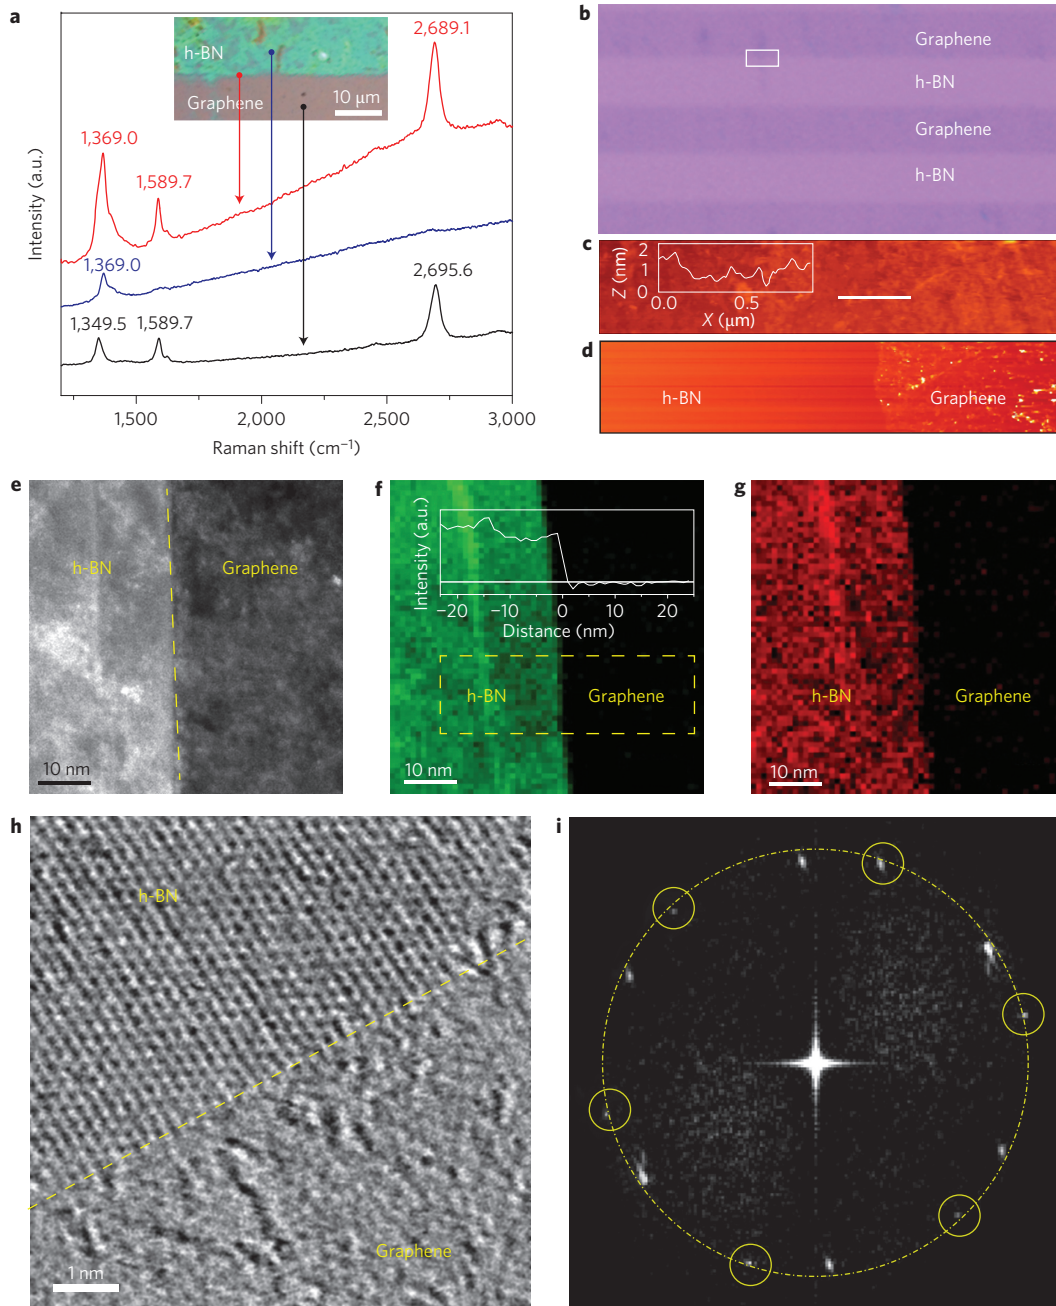 a
h-BN
Graphene
10 μm
2,689.1
1,369.0
1,589.7
1,369.0
2,695.6
1,349.5
1,589.7
Intensity (a.u.)
1,500
2,000
2,500
3,000
Raman shift (cm⁻¹)
b
Graphene
h-BN
Graphene
h-BN
c
Z (nm)
2
1
0
0.0
0.5
X (μm)
d
h-BN
Graphene
e
h-BN
Graphene
10 nm
f
Intensity (a.u.)
−20
−10
0
10
20
Distance (nm)
h-BN
Graphene
10 nm
g
h-BN
Graphene
10 nm
h
h-BN
Graphene
1 nm
i